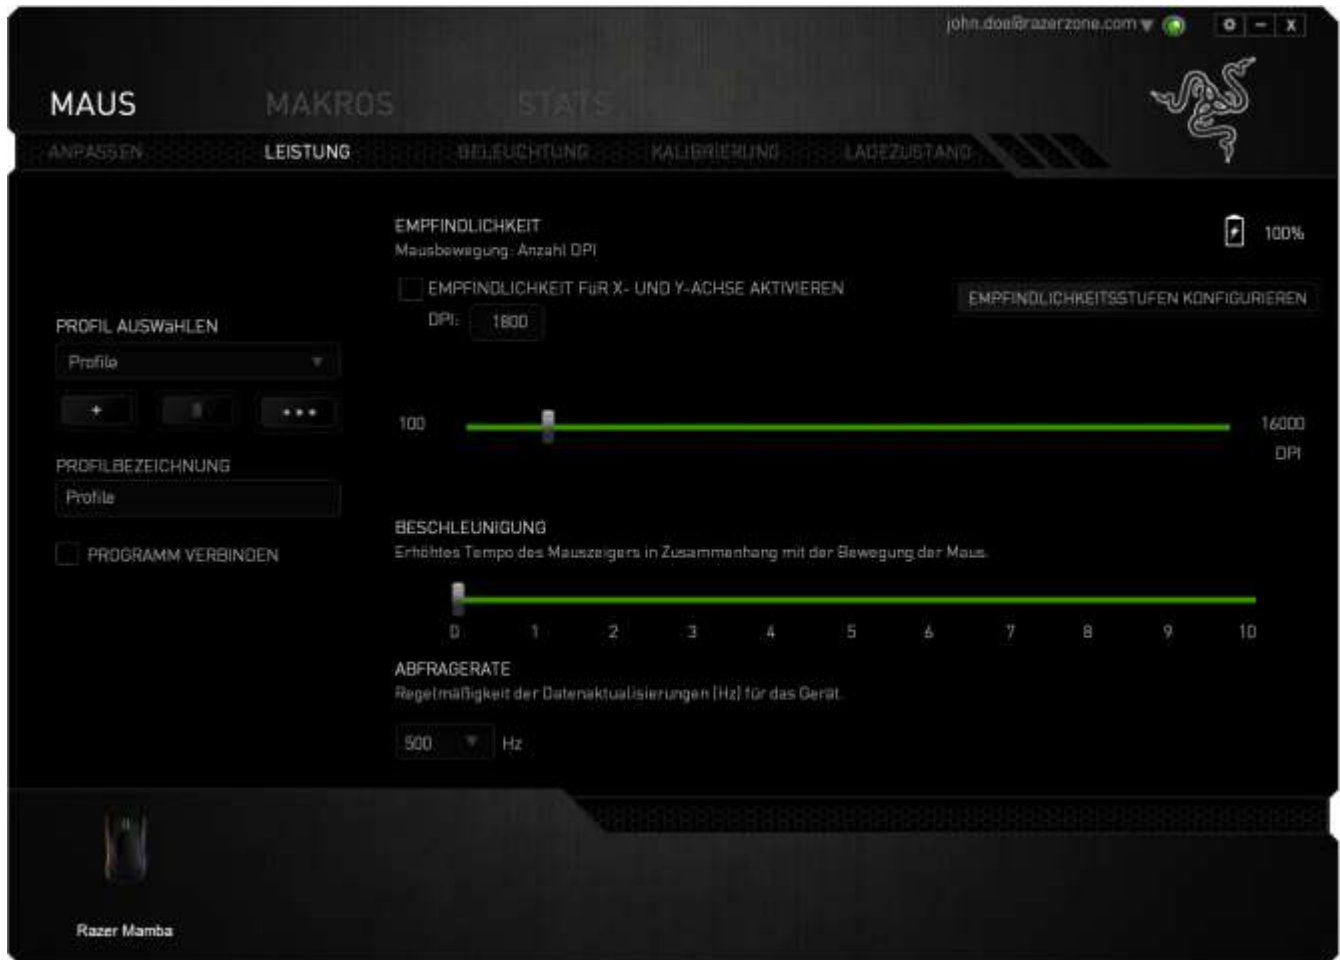 john.doe@razerzone.com
X
MAUS MAKROS STATS
ANPASSEN LEISTUNG BELEUCHTUNG KALIBRIERUNG LADEZUSTAND
EMPFINDLICHKEIT
Mausbewegung: Anzahl DPI
100%
EMPFINDLICHKEIT FüR X- UND Y-ACHSE AKTIVIEREN
EMPFINDLICHKEITSSTUFEN KONFIGURIEREN
DPI: 1800
PROFIL AUSWäHLEN
Profile
+ •••
100 16000
DPI
PROFILBEZEICHNUNG
Profile
PROGRAMM VERBINDEN
BESCHLEUNIGUNG
Erhöhtes Tempo des Mauszeigers in Zusammenhang mit der Bewegung der Maus.
0 1 2 3 4 5 6 7 8 9 10
ABFRAGERATE
Regelmäßigkeit der Datenaktualisierungen (Hz) für das Gerät.
500 Hz
Razer Mamba